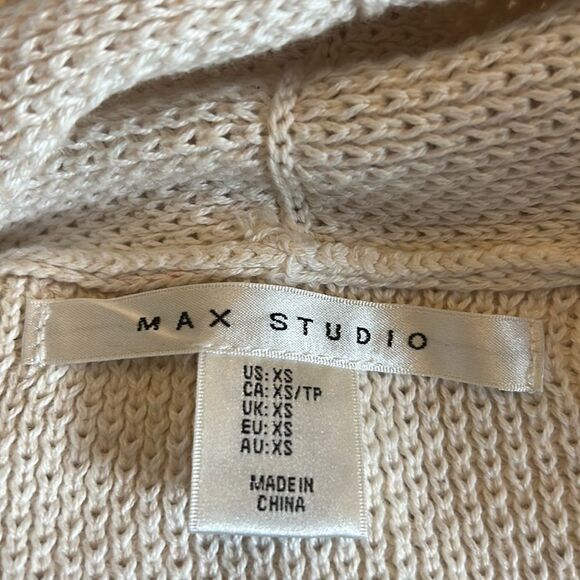 MAX STUDIO
US: XS
CA: XS/TP
UK: XS
EU: XS
AU: XS
MADE IN
CHINA